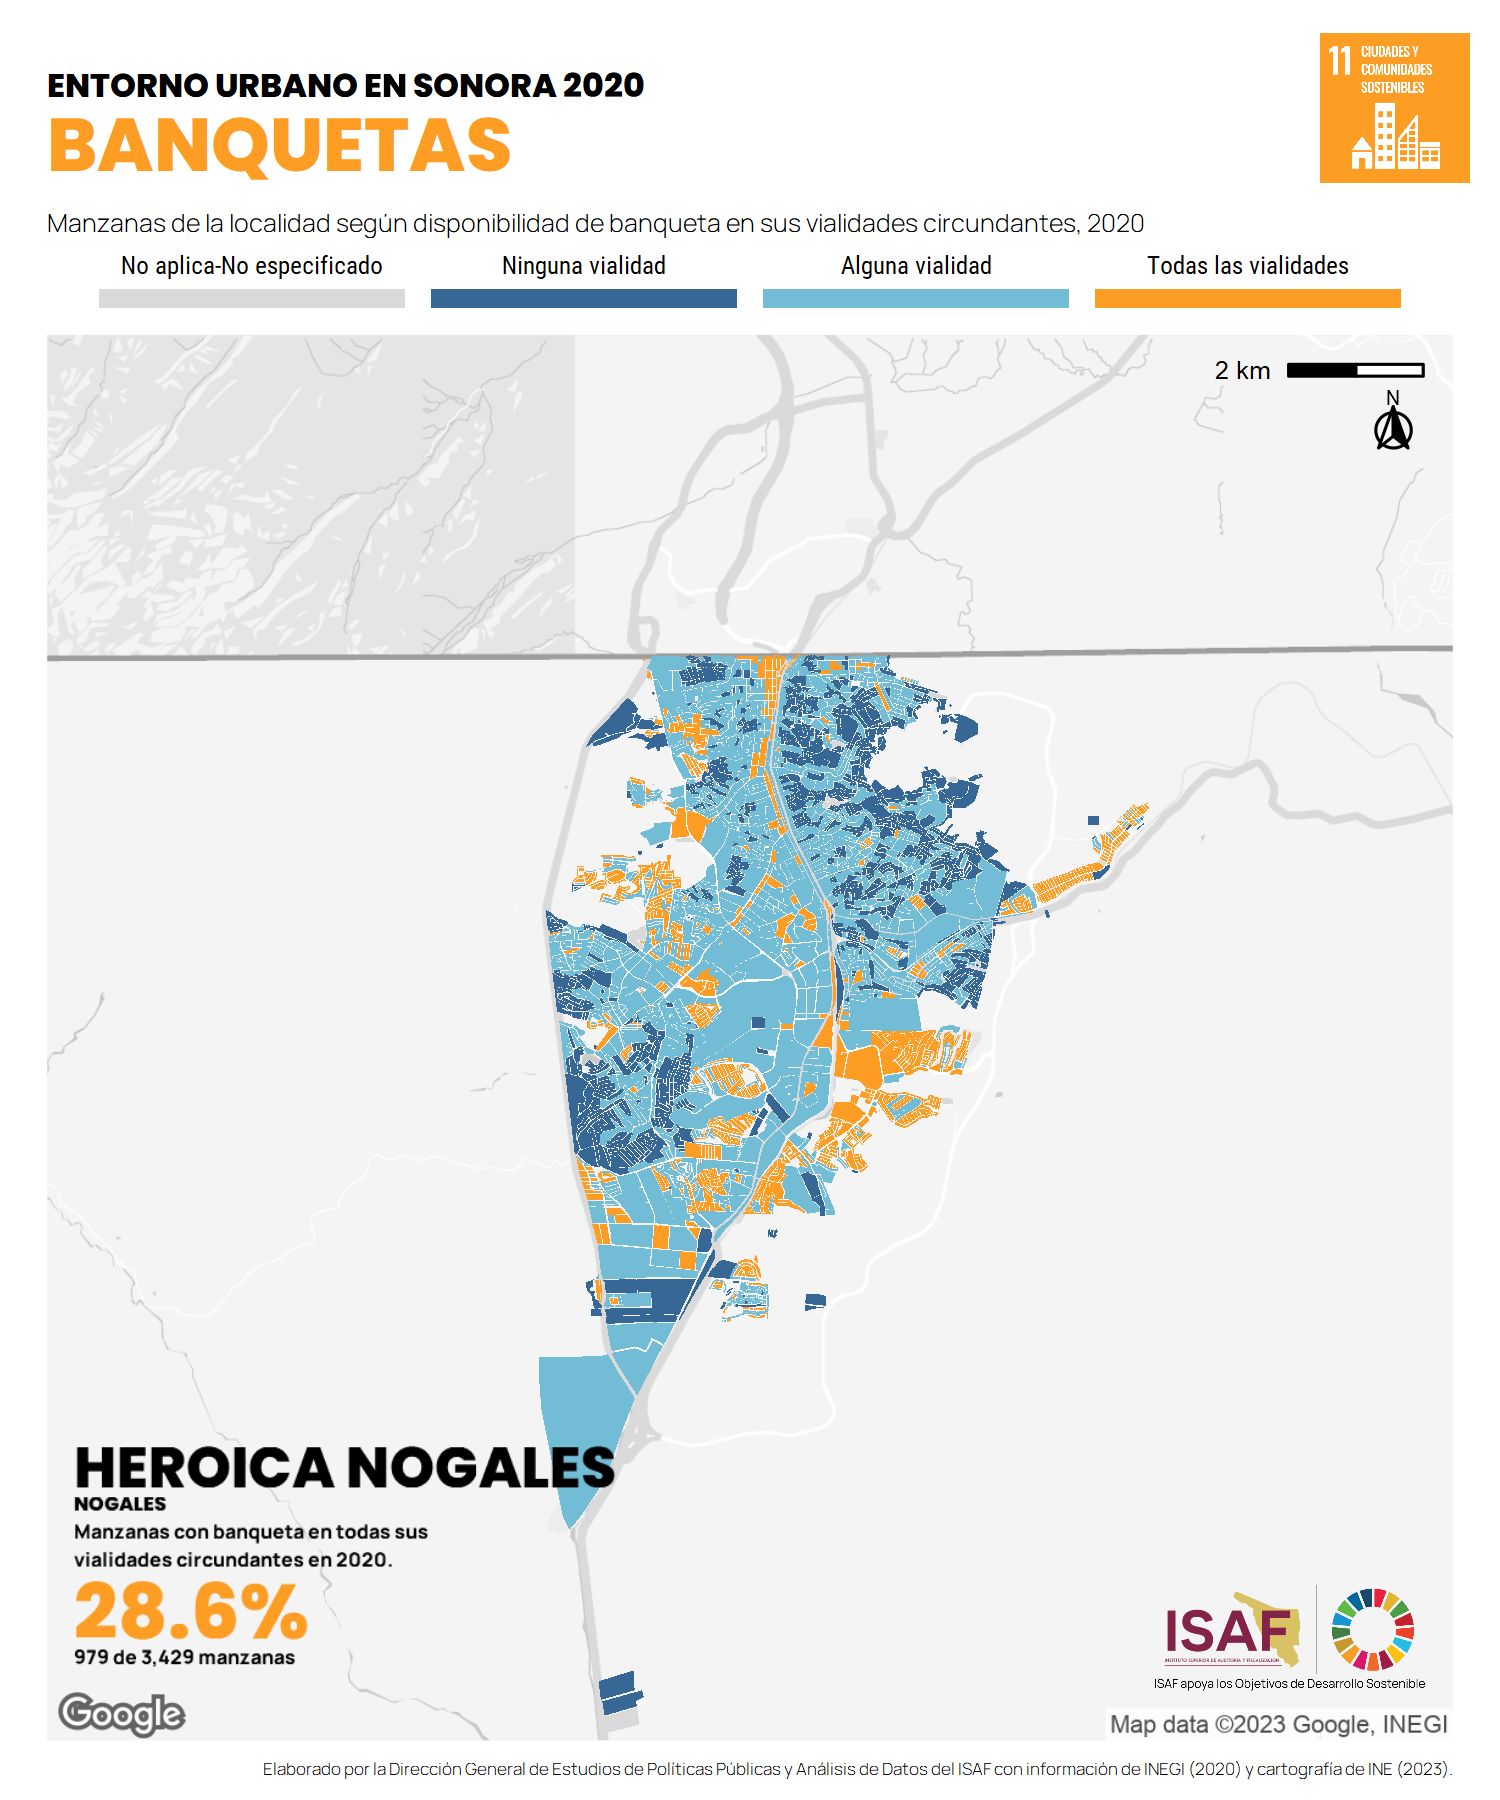 11 CIUDADES Y
COMUNIDADES
SOSTENIBLES
ENTORNO URBANO EN SONORA 2020
BANQUETAS
Manzanas de la localidad según disponibilidad de banqueta en sus vialidades circundantes, 2020
No aplica-No especificado
Ninguna vialidad
Alguna vialidad
Todas las vialidades
2 km
N
HEROICA NOGALES
NOGALES
Manzanas con banqueta en todas sus
vialidades circundantes en 2020.
28.6%
979 de 3,429 manzanas
Google
ISAF
INSTITUTO SUPERIOR DE AUDITORÍA Y FISCALIZACIÓN
ISAF apoya los Objetivos de Desarrollo Sostenible
Map data ©2023 Google, INEGI
Elaborado por la Dirección General de Estudios de Políticas Públicas y Análisis de Datos del ISAF con información de INEGI (2020) y cartografía de INE (2023).